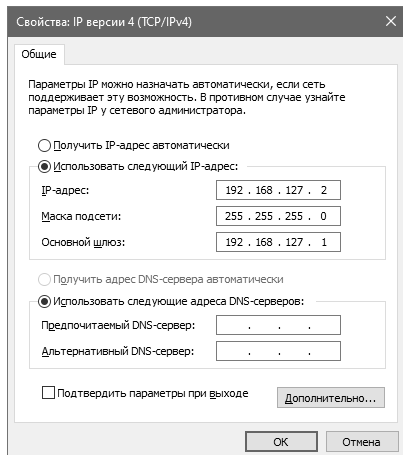 Свойства: IP версии 4 (TCP/IPv4)
Общие
Параметры IP можно назначать автоматически, если сеть
поддерживает эту возможность. В противном случае узнайте
параметры IP у сетевого администратора.
Получить IP-адрес автоматически
Использовать следующий IP-адрес:
IP-адрес: 192 . 168 . 127 . 2
Маска подсети: 255 . 255 . 255 . 0
Основной шлюз: 192 . 168 . 127 . 1
Получить адрес DNS-сервера автоматически
Использовать следующие адреса DNS-серверов:
Предпочитаемый DNS-сервер: . . .
Альтернативный DNS-сервер: . . .
Подтвердить параметры при выходе
Дополнительно...
OK Отмена